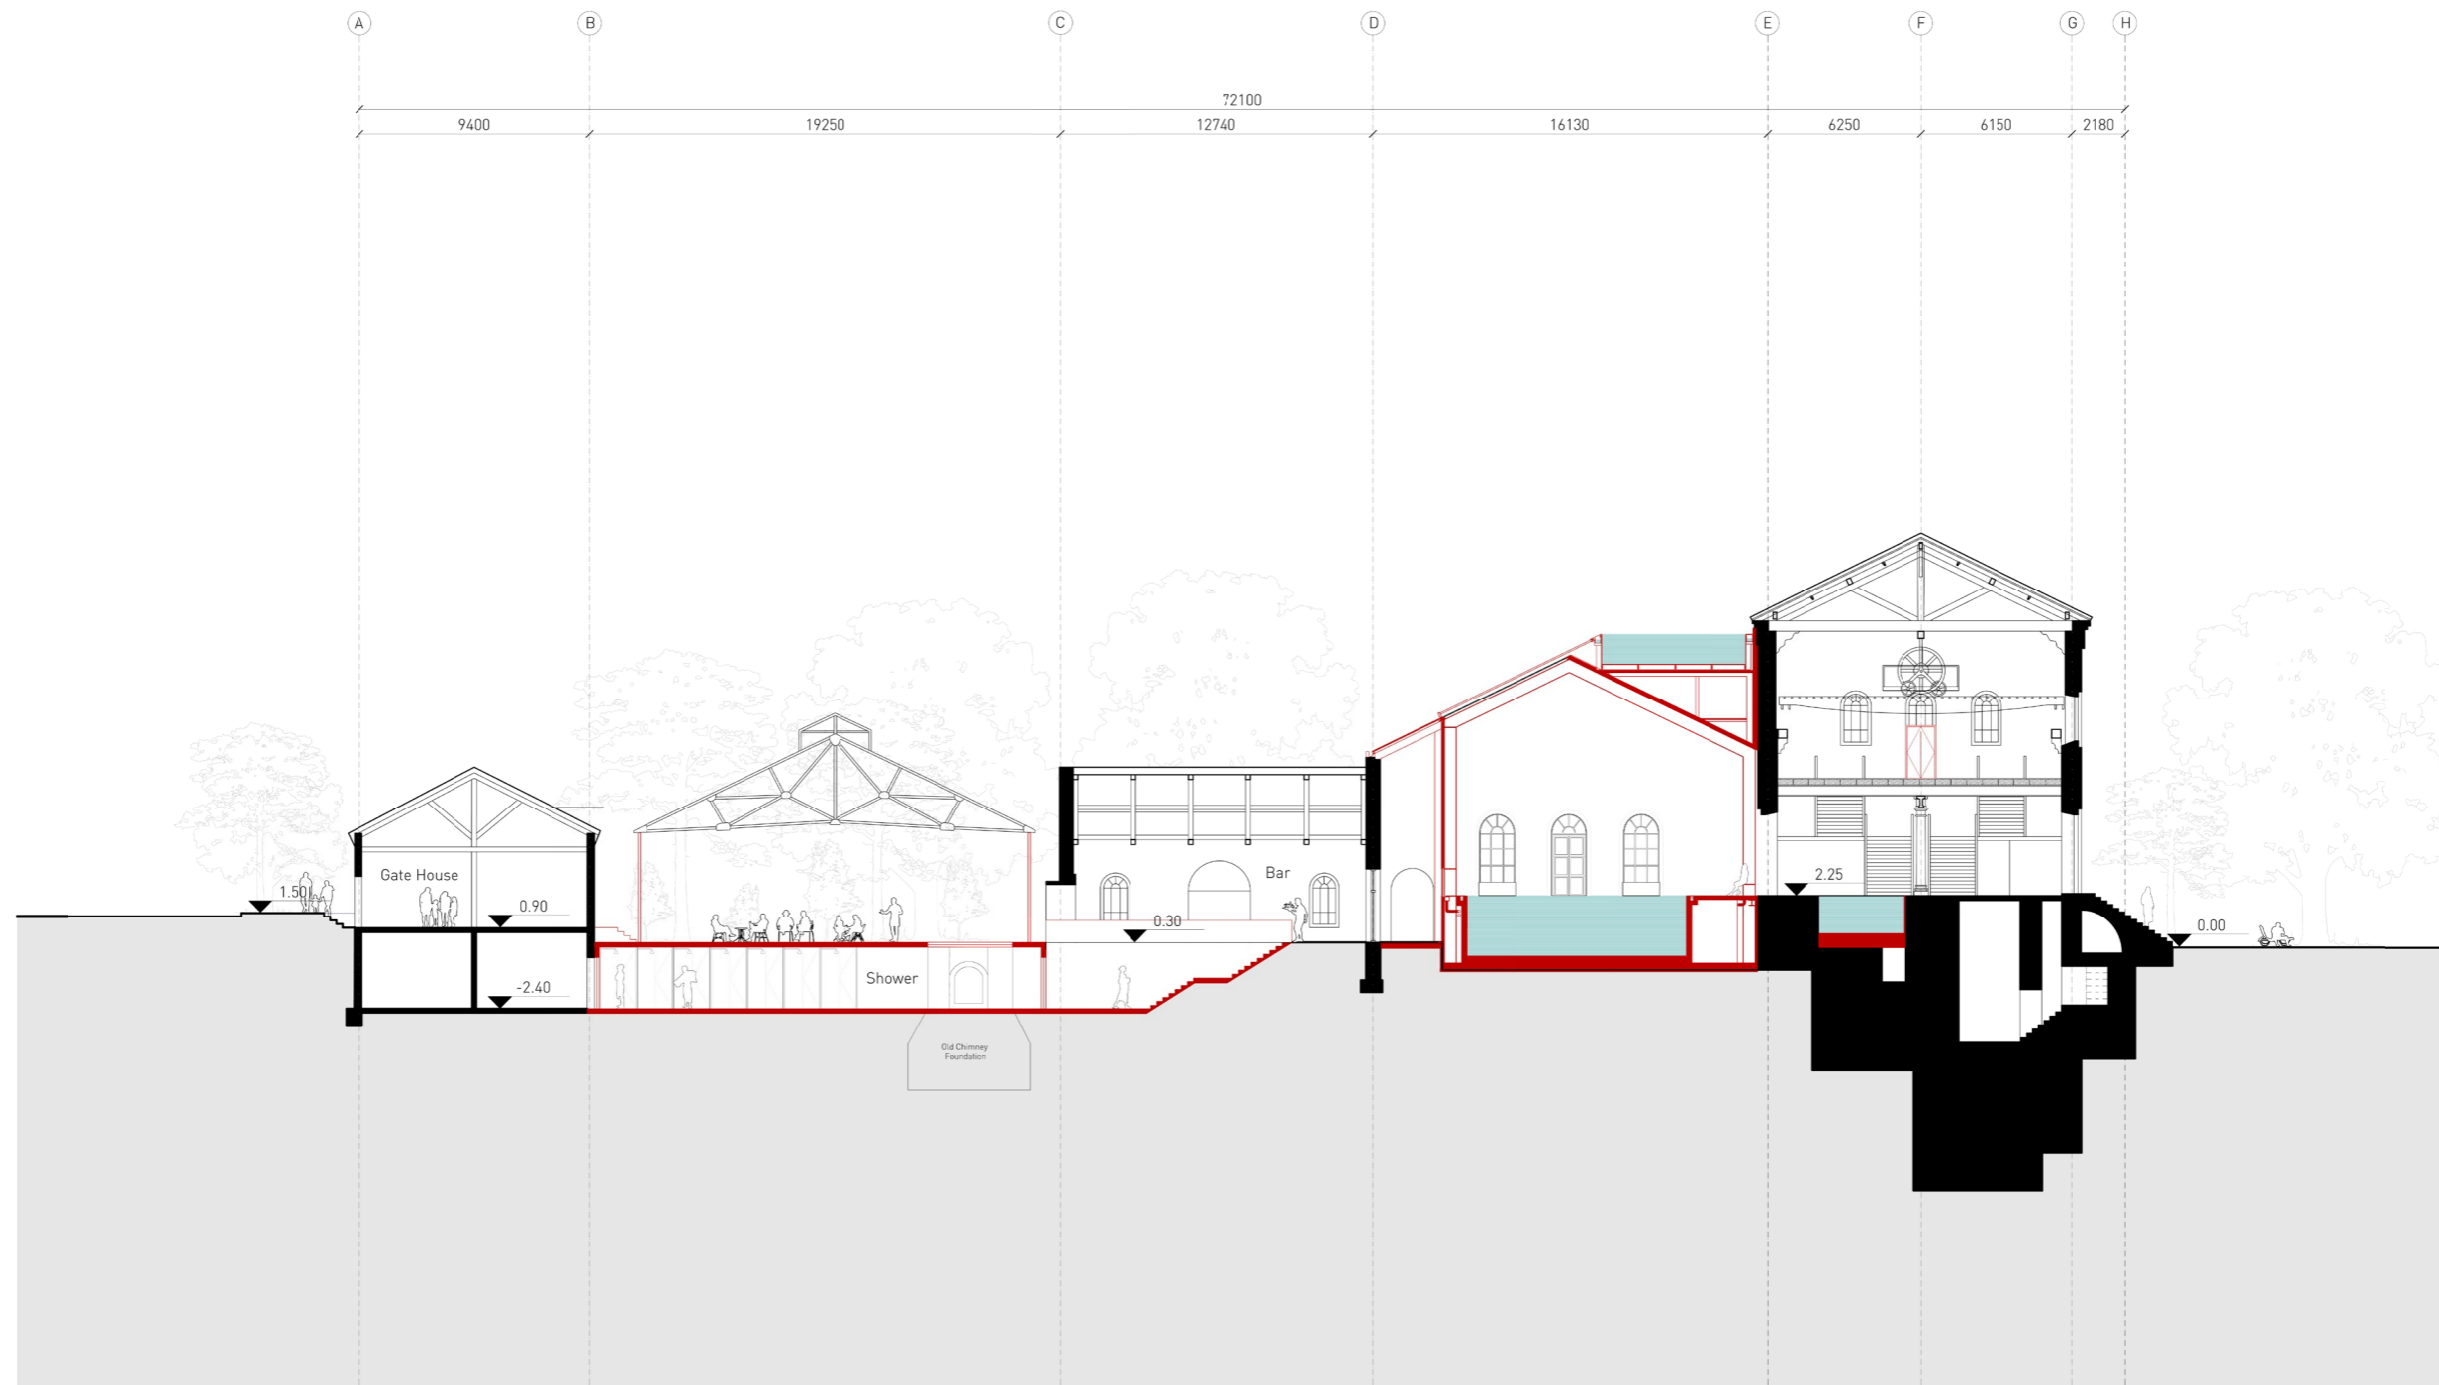 A B C D E F G H
72100
9400 19250 12740 16130 6250 6150 2180
Gate House
1.50
0.90
-2.40
Shower
Old Chimney
Foundation
Bar
0.30
2.25
0.00